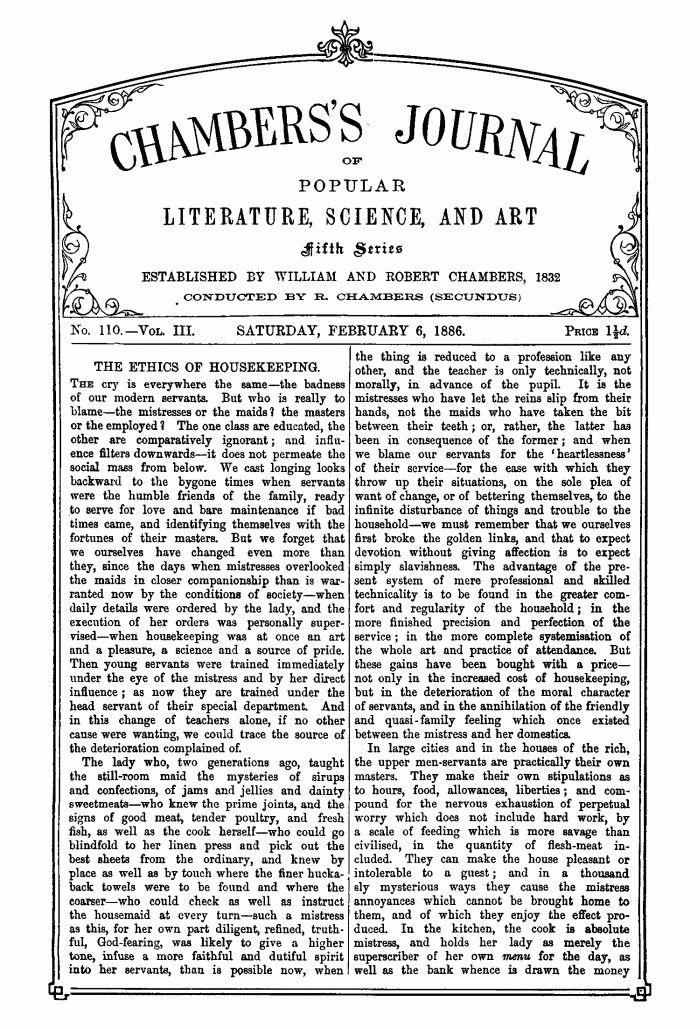 CHAMBERS'S JOURNAL
OF
POPULAR
LITERATURE, SCIENCE, AND ART
Fifth Series
ESTABLISHED BY WILLIAM AND ROBERT CHAMBERS, 1832
CONDUCTED BY R. CHAMBERS (SECUNDUS)
No. 110.—Vol. III. SATURDAY, FEBRUARY 6, 1886. Price 1½d.
THE ETHICS OF HOUSEKEEPING.
The cry is everywhere the same—the badness
of our modern servants. But who is really to
blame—the mistresses or the maids? the masters
or the employed? The one class are educated, the
other are comparatively ignorant; and influ-
ence filters downwards—it does not permeate the
social mass from below. We cast longing looks
backward to the bygone times when servants
were the humble friends of the family, ready
to serve for love and bare maintenance if bad
times came, and identifying themselves with the
fortunes of their masters. But we forget that
we ourselves have changed even more than
they, since the days when mistresses overlooked
the maids in closer companionship than is war-
ranted now by the conditions of society—when
daily details were ordered by the lady, and the
execution of her orders was personally super-
vised—when housekeeping was at once an art
and a pleasure, a science and a source of pride.
Then young servants were trained immediately
under the eye of the mistress and by her direct
influence; as now they are trained under the
head servant of their special department. And
in this change of teachers alone, if no other
cause were wanting, we could trace the source of
the deterioration complained of.
The lady who, two generations ago, taught
the still-room maid the mysteries of sirups
and confections, of jams and jellies and dainty
sweetmeats—who knew the prime joints, and the
signs of good meat, tender poultry, and fresh
fish, as well as the cook herself—who could go
blindfold to her linen press and pick out the
best sheets from the ordinary, and knew by
place as well as by touch where the finer hucka-
back towels were to be found and where the
coarser—who could check as well as instruct
the housemaid at every turn—such a mistress
as this, for her own part diligent, refined, truth-
ful, God-fearing, was likely to give a higher
tone, infuse a more faithful and dutiful spirit
into her servants, than is possible now, when
the thing is reduced to a profession like any
other, and the teacher is only technically, not
morally, in advance of the pupil. It is the
mistresses who have let the reins slip from their
hands, not the maids who have taken the bit
between their teeth; or, rather, the latter has
been in consequence of the former; and when
we blame our servants for the 'heartlessness'
of their service—for the ease with which they
throw up their situations, on the sole plea of
want of change, or of bettering themselves, to the
infinite disturbance of things and trouble to the
household—we must remember that we ourselves
first broke the golden links, and that to expect
devotion without giving affection is to expect
simply slavishness. The advantage of the pre-
sent system of mere professional and skilled
technicality is to be found in the greater com-
fort and regularity of the household; in the
more finished precision and perfection of the
service; in the more complete systemisation of
the whole art and practice of attendance. But
these gains have been bought with a price—
not only in the increased cost of housekeeping,
but in the deterioration of the moral character
of servants, and in the annihilation of the friendly
and quasi-family feeling which once existed
between the mistress and her domestics.
In large cities and in the houses of the rich,
the upper men-servants are practically their own
masters. They make their own stipulations as
to hours, food, allowances, liberties; and com-
pound for the nervous exhaustion of perpetual
worry which does not include hard work, by
a scale of feeding which is more savage than
civilised, in the quantity of flesh-meat in-
cluded. They can make the house pleasant or
intolerable to a guest; and in a thousand
sly mysterious ways they cause the mistress
annoyances which cannot be brought home to
them, and of which they enjoy the effect pro-
duced. In the kitchen, the cook is absolute
mistress, and holds her lady as merely the
superscriber of her own menu for the day, as
well as the bank whence is drawn the money